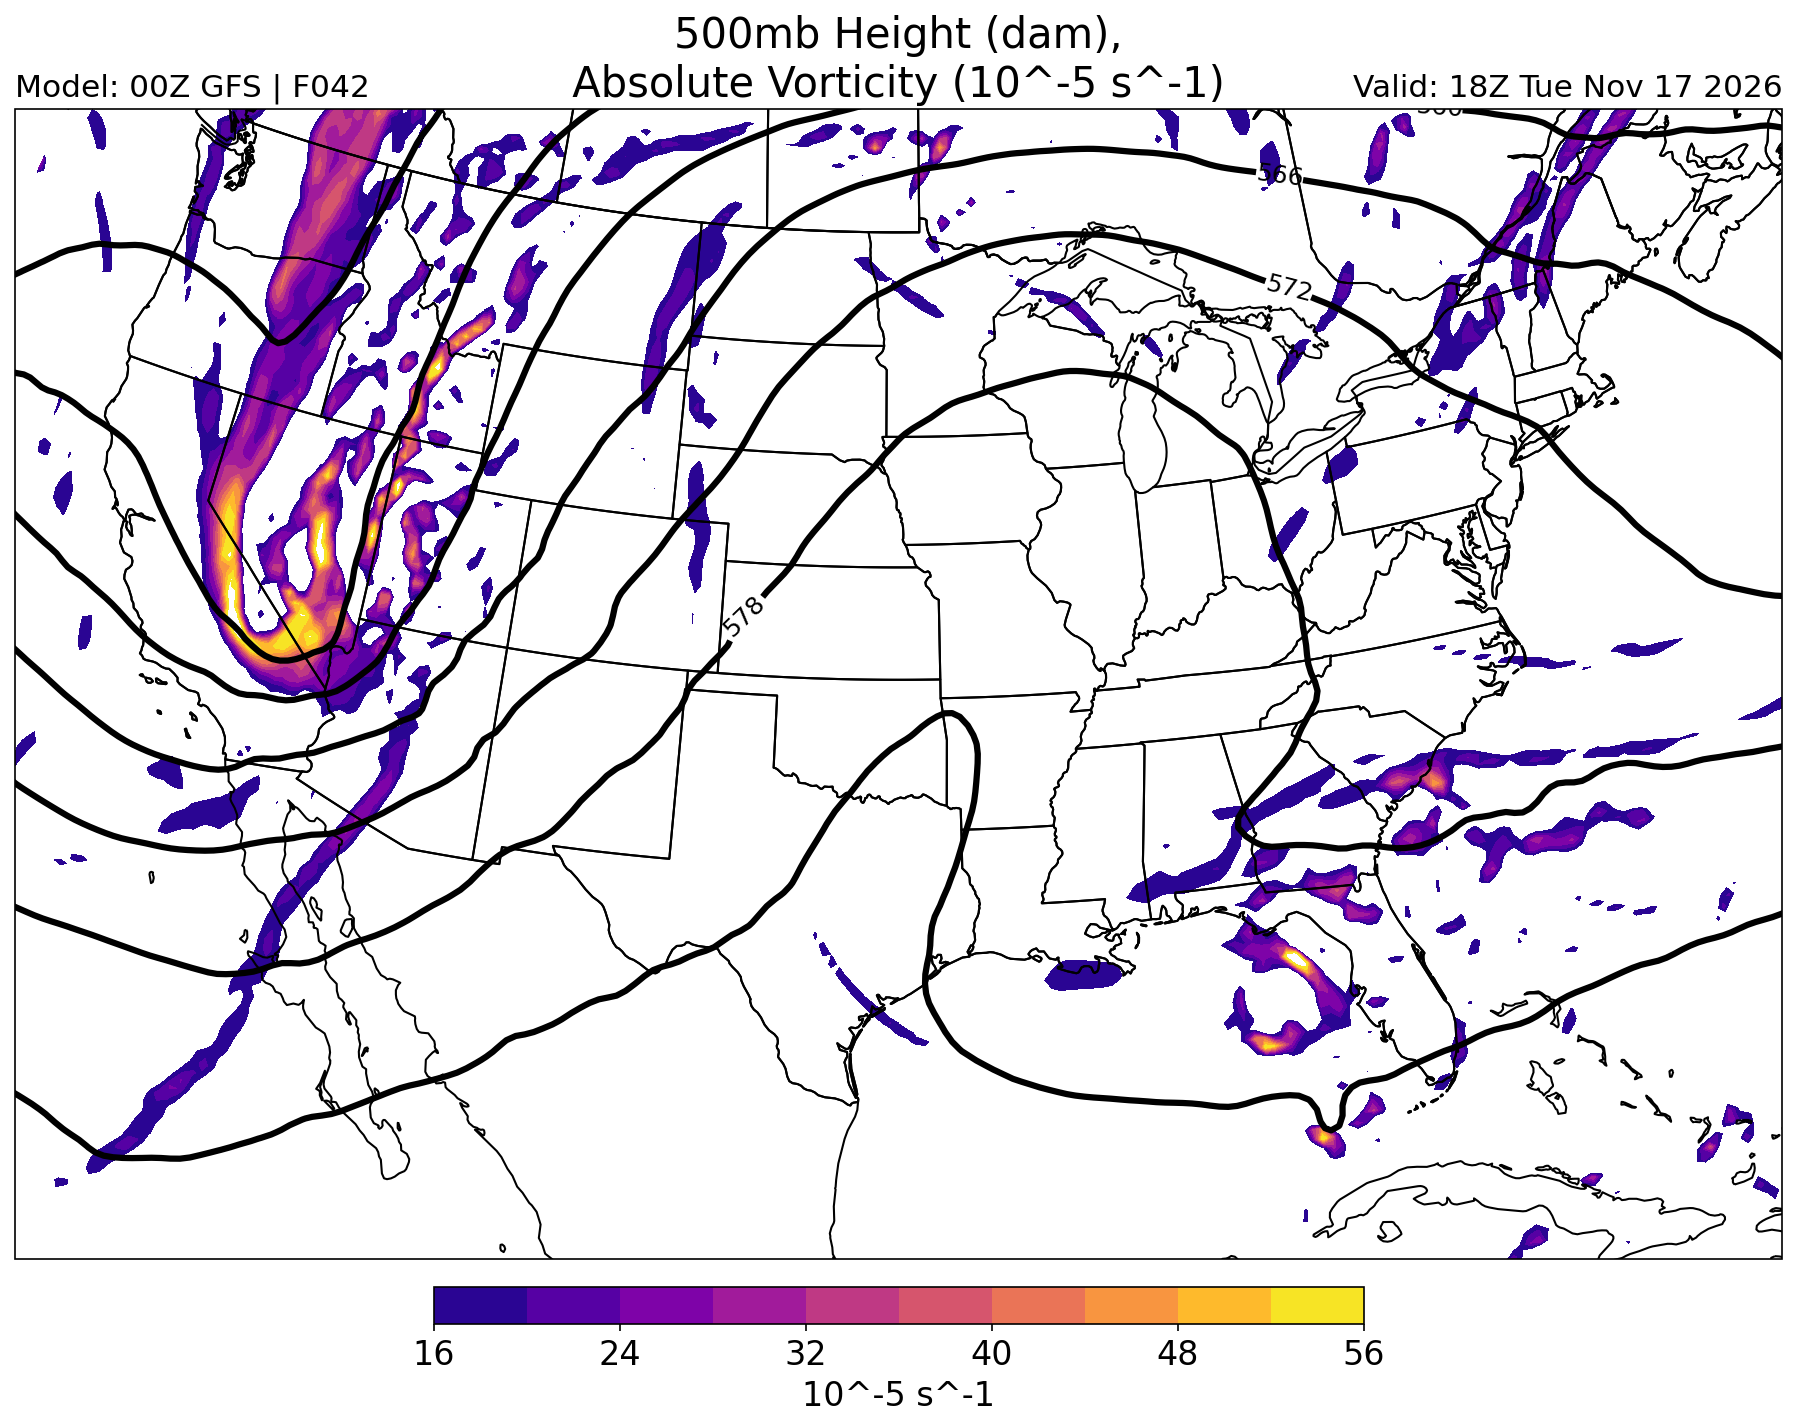 500mb Height (dam),
Absolute Vorticity (10^-5 s^-1)
Model: 00Z GFS | F042
Valid: 18Z Tue Nov 17 2026
566
572
578
16 24 32 40 48 56
10^-5 s^-1